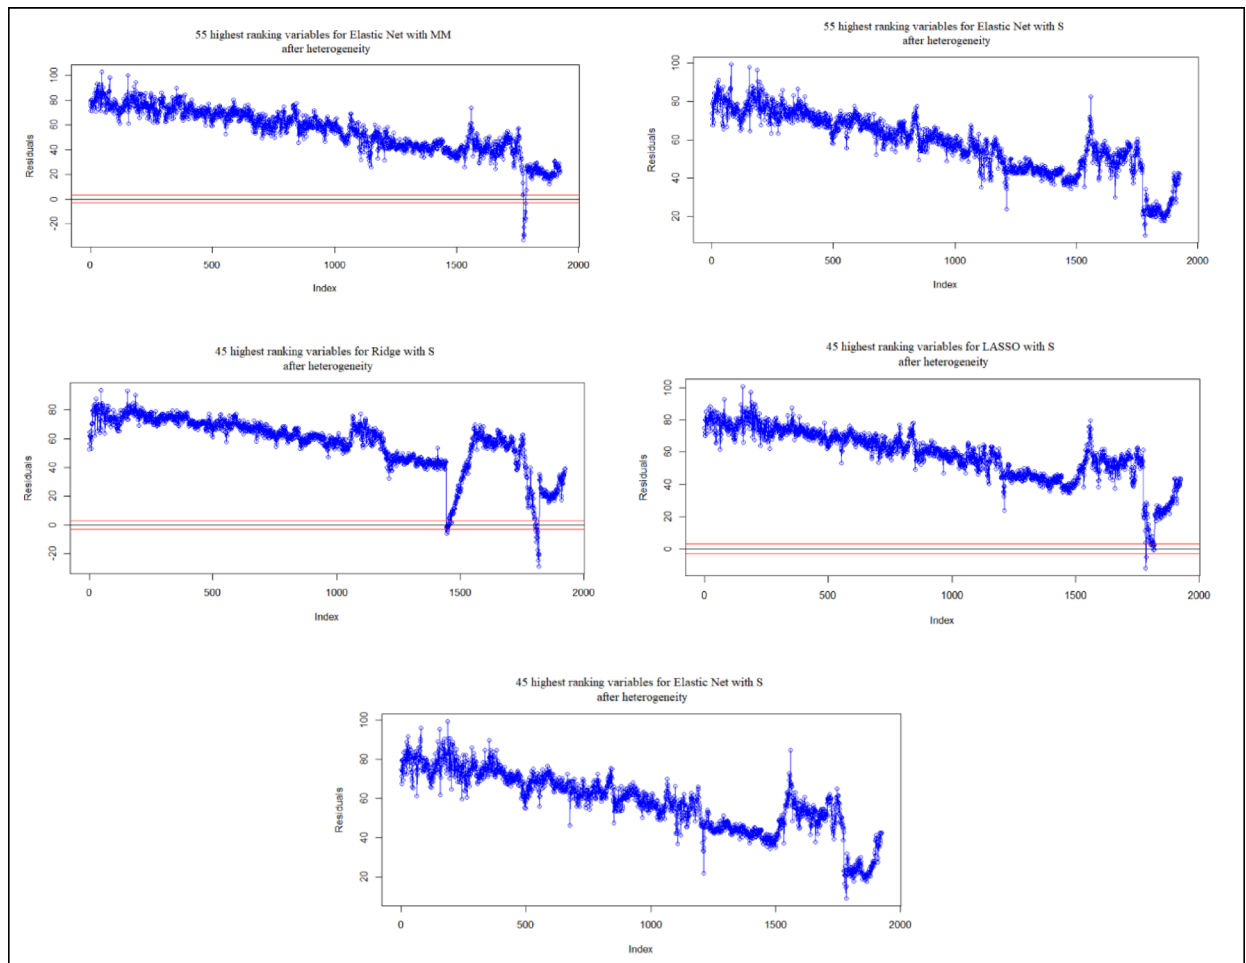 55 highest ranking variables for Elastic Net with MM
after heterogeneity
Residuals
100
80
60
40
20
0
-20
0
500
1000
1500
2000
Index
55 highest ranking variables for Elastic Net with S
after heterogeneity
Residuals
100
80
60
40
20
0
500
1000
1500
2000
Index
45 highest ranking variables for Ridge with S
after heterogeneity
Residuals
80
60
40
20
0
-20
0
500
1000
1500
2000
Index
45 highest ranking variables for LASSO with S
after heterogeneity
Residuals
100
80
60
40
20
0
0
500
1000
1500
2000
Index
45 highest ranking variables for Elastic Net with S
after heterogeneity
Residuals
100
80
60
40
20
0
500
1000
1500
2000
Index